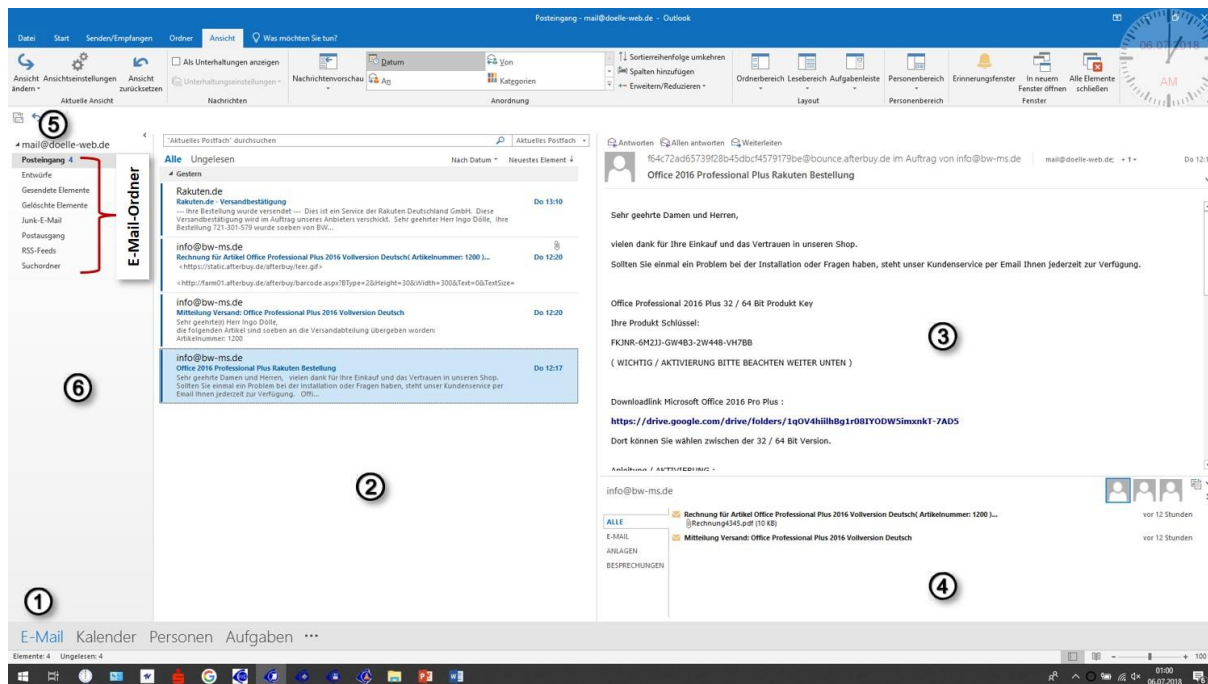 Posteingang - mail@doelle-web.de - Outlook
Datei Start Senden/Empfangen Ordner Ansicht Was möchten Sie tun?
06.07.2018
AM
Ansicht ändern Ansichtseinstellungen Ansicht zurücksetzen
Aktuelle Ansicht
Als Unterhaltungen anzeigen
Unterhaltungseinstellungen
Nachrichten
Nachrichtenvorschau
Datum Von
An Kategorien
Sortierreihenfolge umkehren
Spalten hinzufügen
Erweitern/Reduzieren
Anordnung
Ordnerbereich Lesebereich Aufgabenleiste
Layout
Personenbereich
Personenbereich
Erinnerungsfenster In neuem Fenster öffnen Alle Elemente schließen
Fenster
5
mail@doelle-web.de
Posteingang 4
Entwürfe
Gesendete Elemente
Gelöschte Elemente
Junk-E-Mail
Postausgang
RSS-Feeds
Suchordner
E-Mail-Ordner
6
"Aktuelles Postfach" durchsuchen Aktuelles Postfach
Alle Ungelesen Nach Datum Neuestes Element
Gestern
Rakuten.de
Rakuten.de - Versandbestätigung Do 13:10
--- Ihre Bestellung wurde versendet --- Dies ist ein Service der Rakuten Deutschland GmbH. Diese
Versandbestätigung wird im Auftrag unseres Anbieters verschickt. Sehr geehrter Herr Ingo Dölle, Ihre
Bestellung 721-301-579 wurde soeben von BW...
info@bw-ms.de
Rechnung für Artikel Office Professional Plus 2016 Vollversion Deutsch( Artikelnummer: 1200 )... Do 12:20
<https://static.afterbuy.de/afterbuy/leer.gif>
<http://farm01.afterbuy.de/afterbuy/barcode.aspx?BType=2&Height=30&Width=300&Text=0&TextSize=
info@bw-ms.de
Mitteilung Versand: Office Professional Plus 2016 Vollversion Deutsch Do 12:20
Sehr geehrte(r) Herr Ingo Dölle,
die folgenden Artikel sind soeben an die Versandabteilung übergeben worden:
Artikelnummer: 1200
info@bw-ms.de
Office 2016 Professional Plus Rakuten Bestellung Do 12:17
Sehr geehrte Damen und Herren, vielen dank für Ihre Einkauf und das Vertrauen in unseren Shop.
Sollten Sie einmal ein Problem bei der Installation oder Fragen haben, steht unser Kundenservice per
Email Ihnen jederzeit zur Verfügung. Offi...
2
Antworten Allen antworten Weiterleiten
f64c72ad65739f28b45dbcf4579179be@bounce.afterbuy.de im Auftrag von info@bw-ms.de mail@doelle-web.de; + 1 Do 12:1
Office 2016 Professional Plus Rakuten Bestellung
Sehr geehrte Damen und Herren,
vielen dank für Ihre Einkauf und das Vertrauen in unseren Shop.
Sollten Sie einmal ein Problem bei der Installation oder Fragen haben, steht unser Kundenservice per Email Ihnen jederzeit zur Verfügung.
Office Professional 2016 Plus 32 / 64 Bit Produkt Key
Ihre Produkt Schlüssel:
FKJNR-6M2JJ-GW4B3-2W448-VH7BB
( WICHTIG / AKTIVIERUNG BITTE BEACHTEN WEITER UNTEN )
3
Downloadlink Microsoft Office 2016 Pro Plus :
https://drive.google.com/drive/folders/1qOV4hiilhBg1r08IYODW5imxnkT-7AD5
Dort können Sie wählen zwischen der 32 / 64 Bit Version.
Anleitung / AKTIVIERUNG :
info@bw-ms.de
ALLE
E-MAIL
ANLAGEN
BESPRECHUNGEN
Rechnung für Artikel Office Professional Plus 2016 Vollversion Deutsch( Artikelnummer: 1200 )... vor 12 Stunden
Rechnung4345.pdf (10 KB)
Mitteilung Versand: Office Professional Plus 2016 Vollversion Deutsch vor 12 Stunden
4
1
E-Mail Kalender Personen Aufgaben ···
Elemente: 4 Ungelesen: 4 100
01:00
06.07.2018